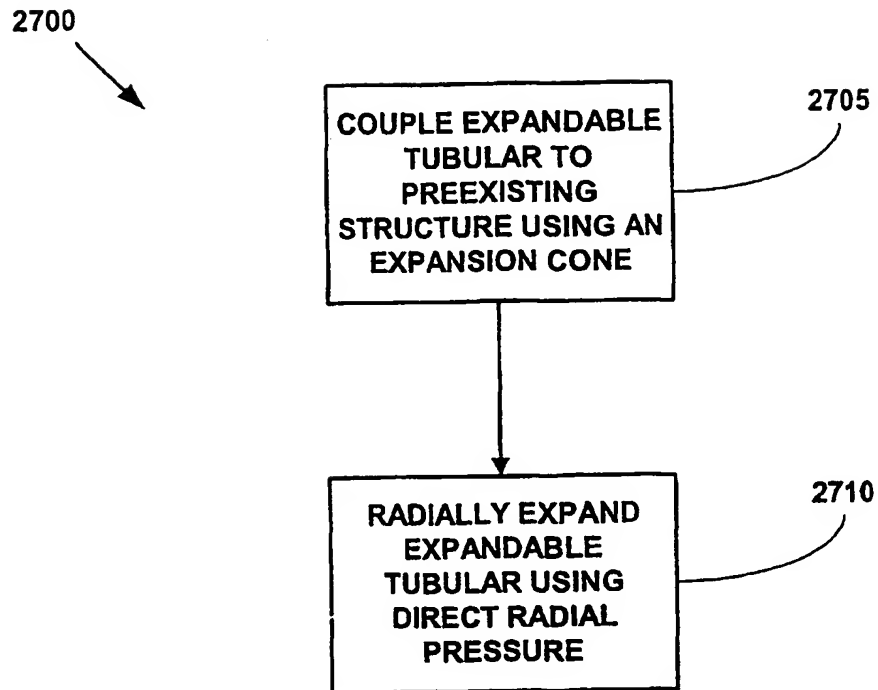 2700
2705
COUPLE EXPANDABLE
TUBULAR TO
PREEXISTING
STRUCTURE USING AN
EXPANSION CONE
2710
RADIALLY EXPAND
EXPANDABLE
TUBULAR USING
DIRECT RADIAL
PRESSURE